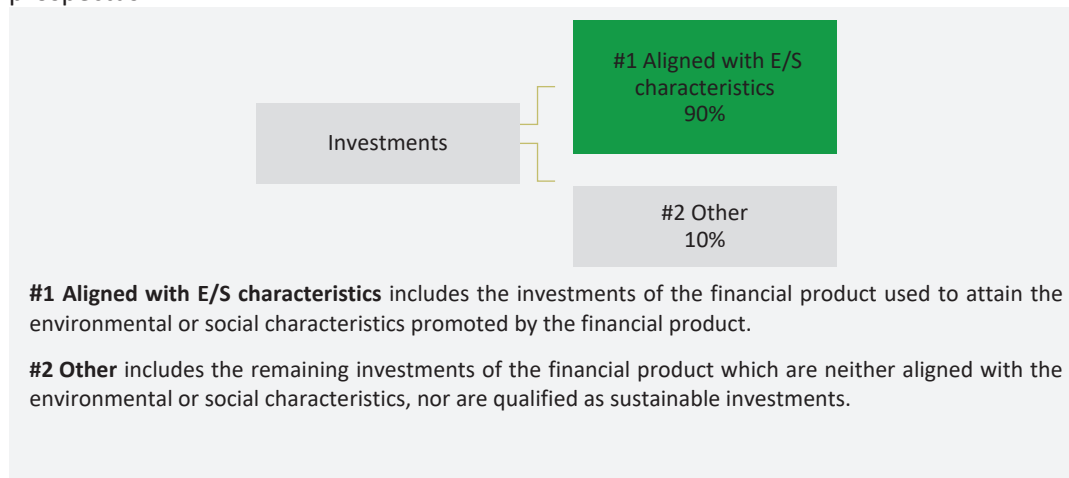 #1 Aligned with E/S
characteristics
90%
Investments
#2 Other
10%
#1 Aligned with E/S characteristics includes the investments of the financial product used to attain the
environmental or social characteristics promoted by the financial product.
#2 Other includes the remaining investments of the financial product which are neither aligned with the
environmental or social characteristics, nor are qualified as sustainable investments.